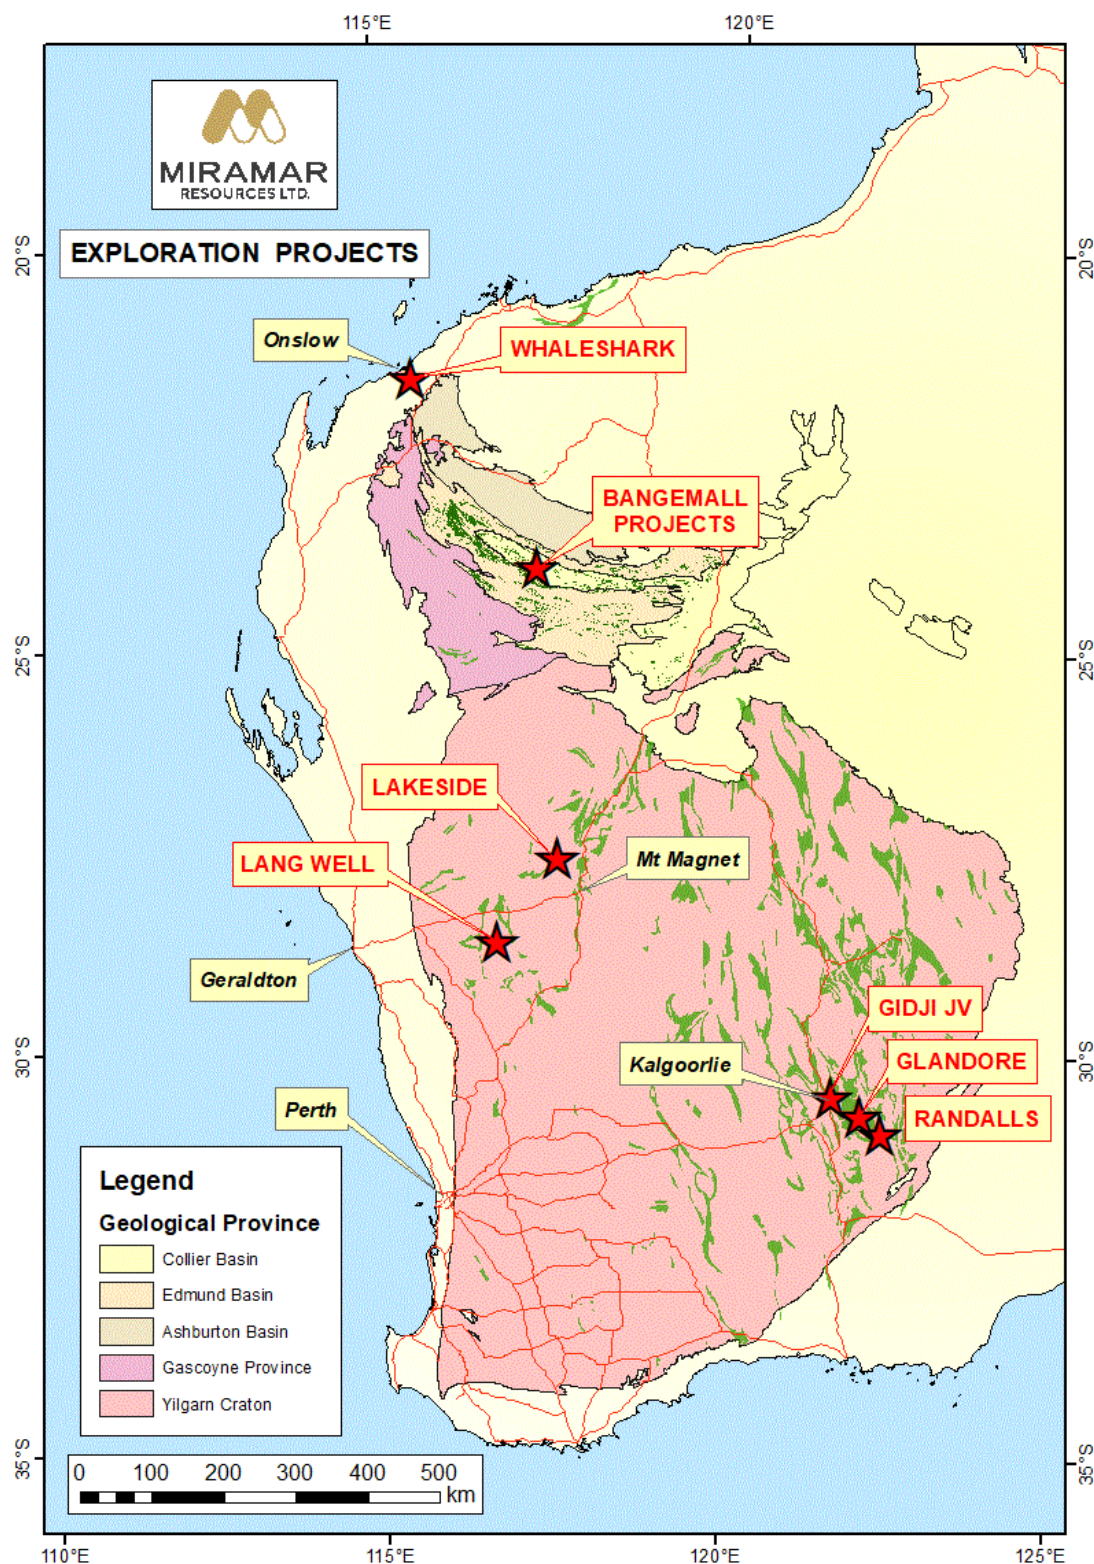 115°E
120°E
MIRAMAR
RESOURCES LTD.
EXPLORATION PROJECTS
20°S
20°S
Onslow
WHALESHARK
BANGEMALL
PROJECTS
25°S
25°S
LAKESIDE
LANG WELL
Mt Magnet
Geraldton
GIDJI JV
Kalgoorlie
GLANDORE
30°S
30°S
Perth
RANDALLS
Legend
Geological Province
Collier Basin
Edmund Basin
Ashburton Basin
Gascoyne Province
Yilgarn Craton
35°S
35°S
0 100 200 300 400 500
km
110°E
115°E
120°E
125°E